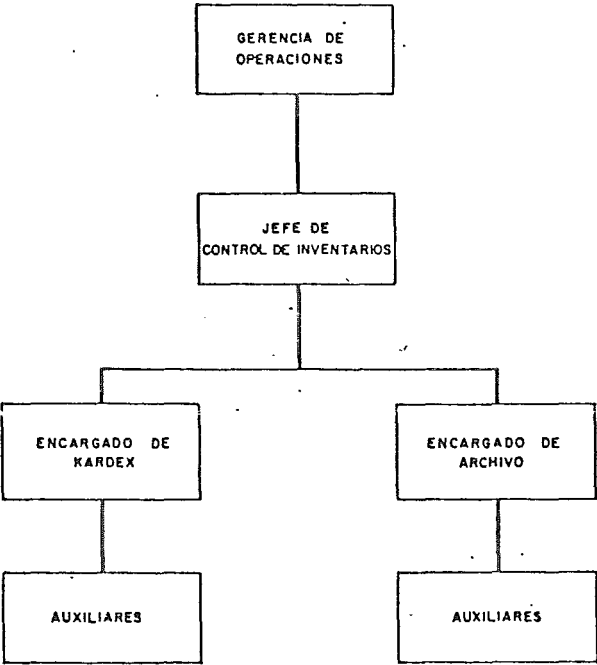 GERENCIA DE
OPERACIONES
JEFE DE
CONTROL DE INVENTARIOS
ENCARGADO DE
KARDEX
ENCARGADO DE
ARCHIVO
AUXILIARES
AUXILIARES